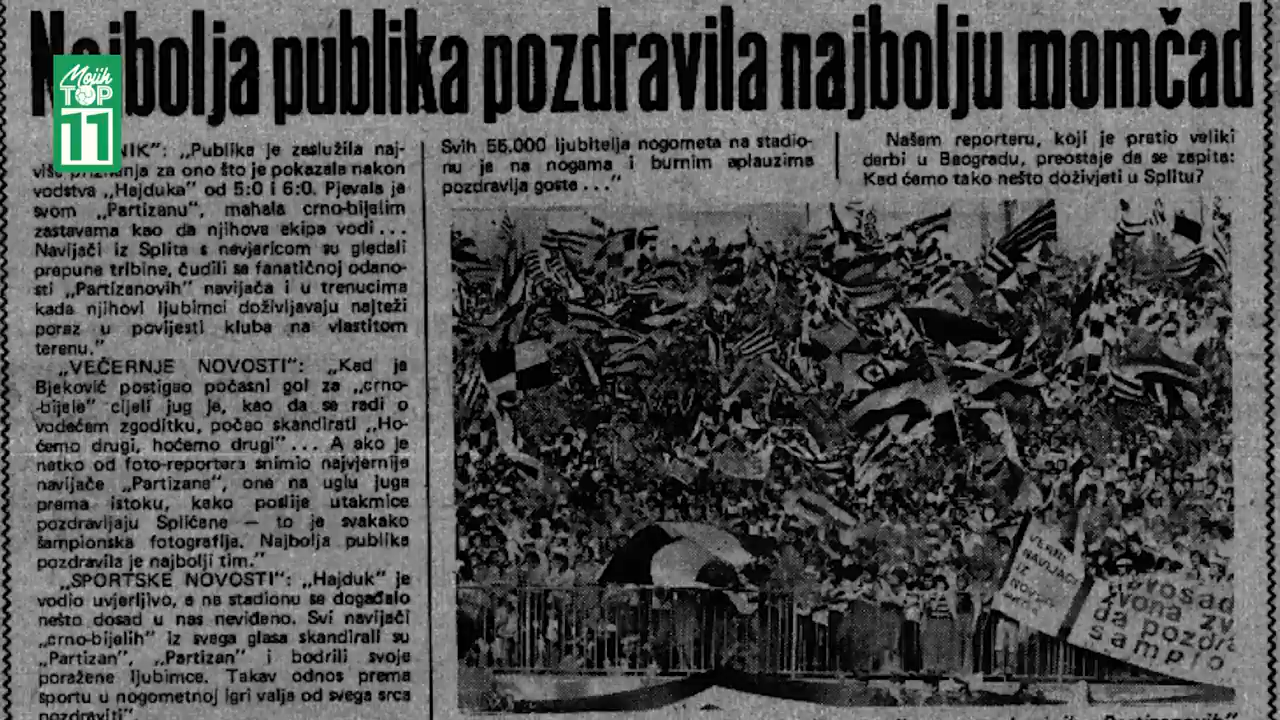 Najbolja publika pozdravila najbolju momčad
Mojih
TOP
11
NIK": „Publika je zaslužila naj-
viša priznanja za ono što je pokazala nakon
vodstva „Hajduka" od 5:0 i 6:0. Pjevala je
svom „Partizanu", mahala crno-bijelim
zastavama kao da njihova ekipa vodi...
Navijači iz Splita s nevjericom su gledali
prepune tribine, čudili se fanatičnoj odano-
sti „Partizanovih" navijača i u trenucima
kada njihovi ljubimci doživljavaju najteži
poraz u povijesti kluba na vlastitom
terenu."
„VEČERNJE NOVOSTI": „Kad je
Bjeković postigao počasni gol za „crno-
-bijele" cijeli jug je, kao da se radi o
vodećem zgoditku, počeo skandirati „Ho-
ćemo drugi, hoćemo drugi"... A ako je
netko od foto-reportera snimio najvjernije
navijače „Partizana", one na uglu juga
prema istoku, kako poslije utakmice
pozdravljaju Splićane — to je svakako
šampionska fotografija. Najbolja publika
pozdravila je najbolji tim."
„SPORTSKE NOVOSTI": „Hajduk" je
vodio uvjerljivo, a na stadionu se događalo
nešto dosad u nas neviđeno. Svi navijači
„crno-bijelih" iz svega glasa skandirali su
„Partizan", „Partizan" i bodrili svoje
poražene ljubimce. Takav odnos prema
sportu u nogometnoj igri valja od svega srca
pozdraviti"
Svih 55.000 ljubitelja nogometa na stadio-
nu je na nogama i burnim aplauzima
pozdravlja goste..."
Našem reporteru, koji je pratio veliki
derbi u Beogradu, preostaje da se zapita:
Kad ćemo tako nešto doživjeti u Splitu?
VJERNI
NAVIJAČI
IZ
NOVOG
da pozdra